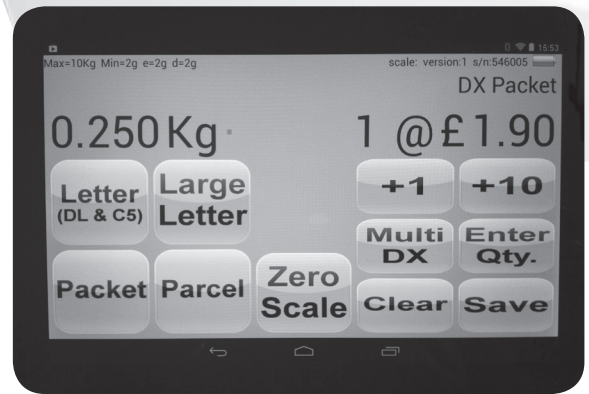 15:53
Max=10Kg Min=2g e=2g d=2g
scale: version:1 s/n:546005
DX Packet
0.250 Kg
1 @ £ 1.90
Letter
(DL & C5)
Large
Letter
+1
+10
Multi
DX
Enter
Qty.
Packet
Parcel
Zero
Scale
Clear
Save